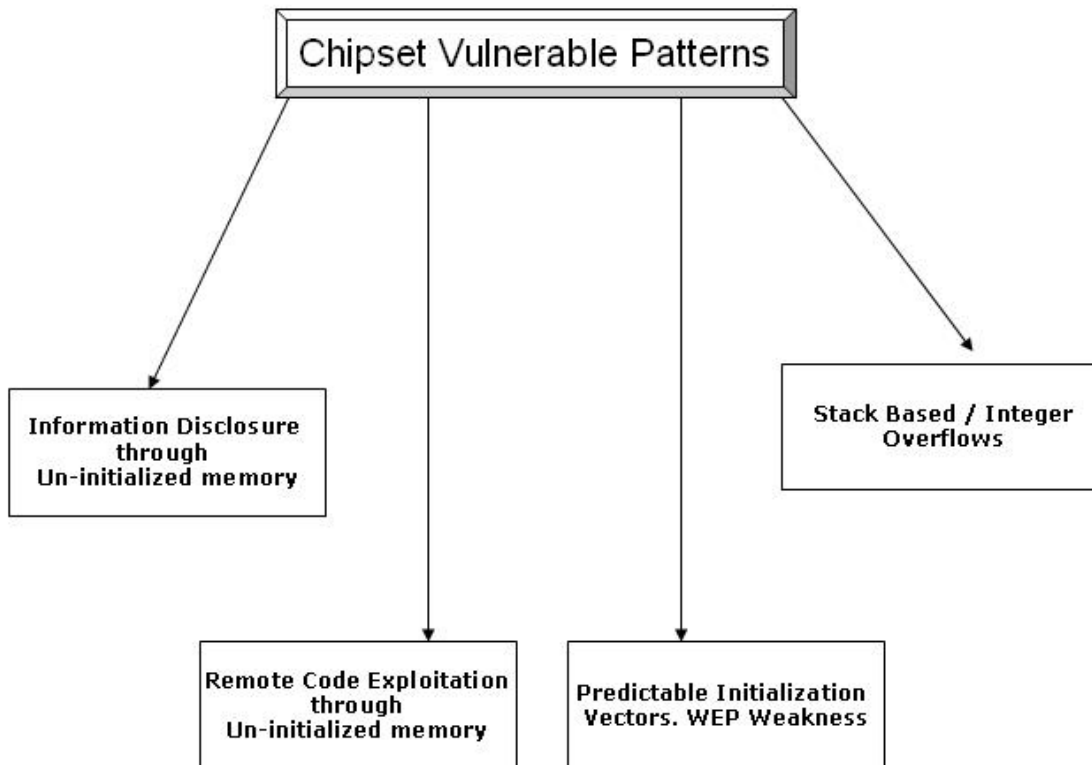 Chipset Vulnerable Patterns
Information Disclosure
through
Un-initialized memory
Stack Based / Integer
Overflows
Remote Code Exploitation
through
Un-initialized memory
Predictable Initialization
Vectors. WEP Weakness